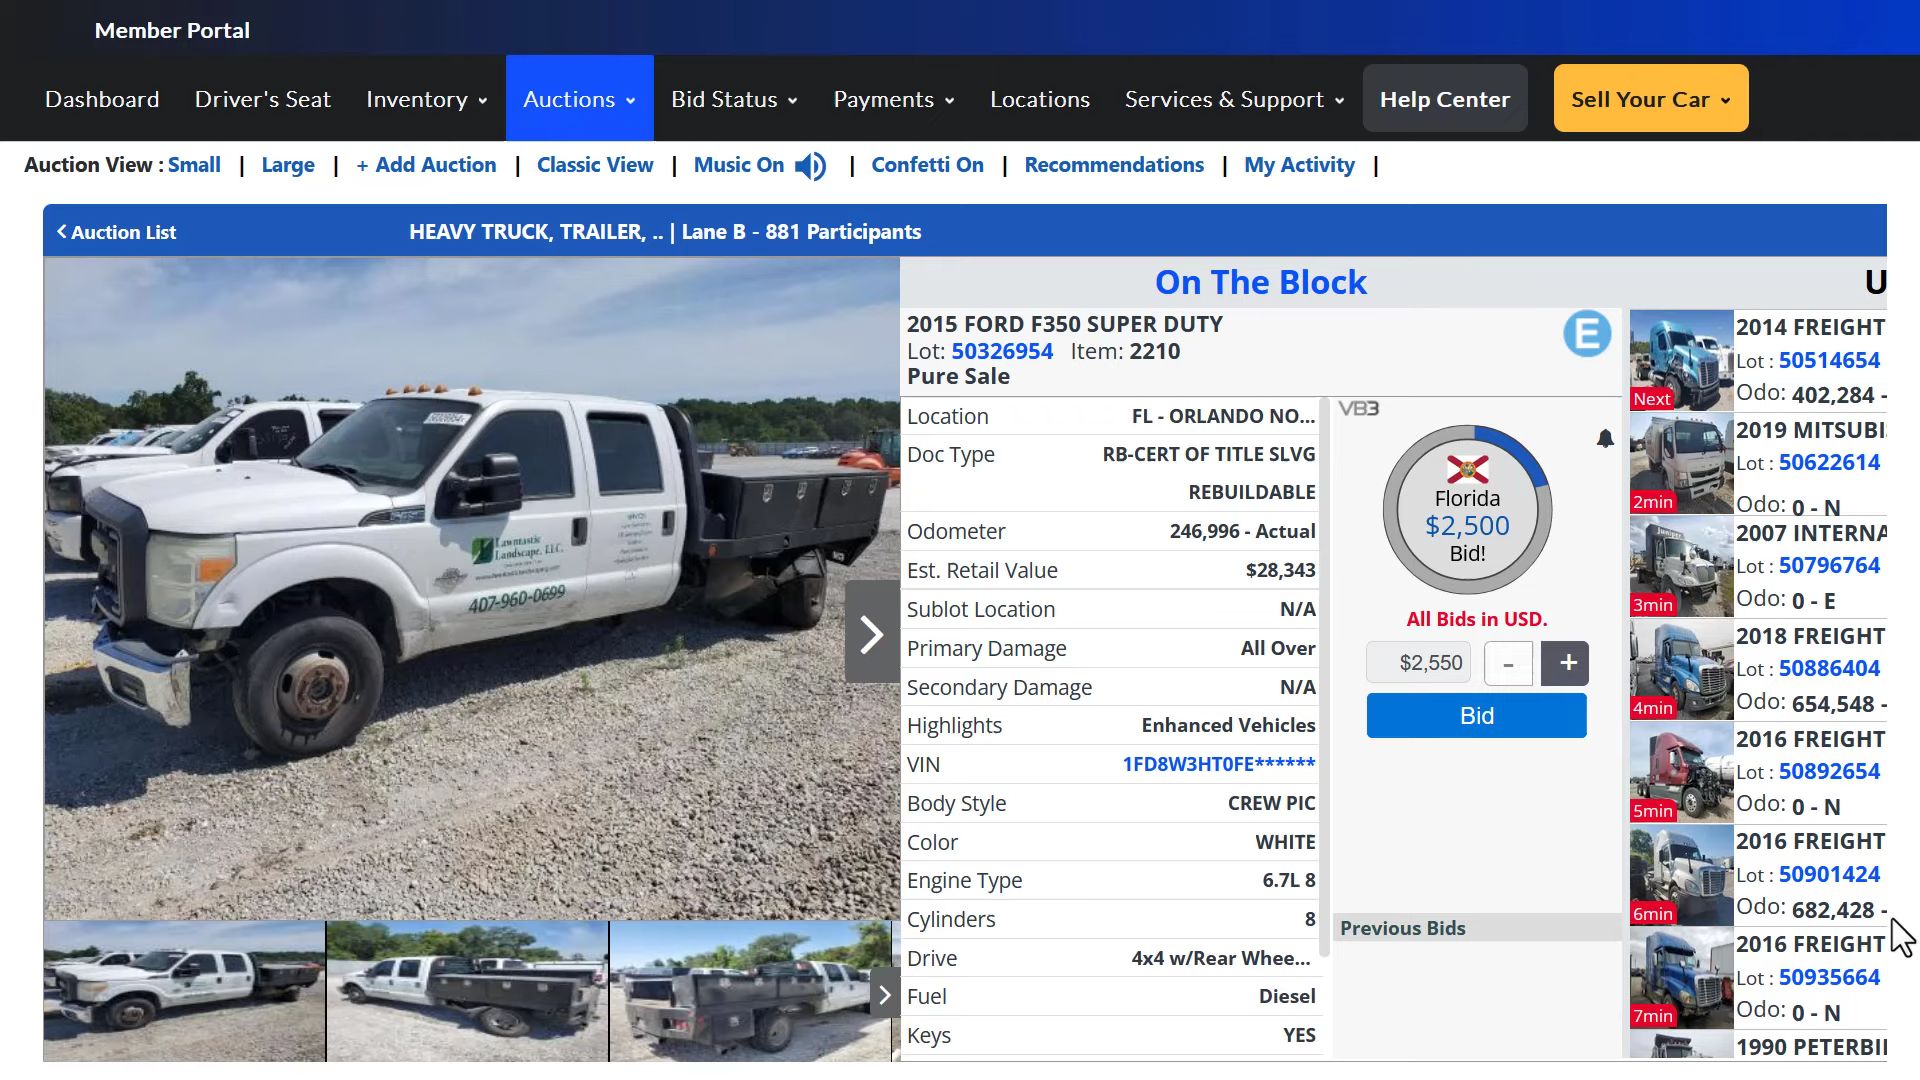 Member Portal
Dashboard Driver's Seat Inventory Auctions Bid Status Payments Locations Services & Support Help Center Sell Your Car
Auction View : Small | Large | + Add Auction | Classic View | Music On | Confetti On | Recommendations | My Activity |
Auction List HEAVY TRUCK, TRAILER, .. | Lane B - 881 Participants
On The Block
U
2015 FORD F350 SUPER DUTY
Lot: 50326954 Item: 2210
Pure Sale
E
Location FL - ORLANDO NO...
Doc Type RB-CERT OF TITLE SLVG
REBUILDABLE
Odometer 246,996 - Actual
Est. Retail Value $28,343
Sublot Location N/A
Primary Damage All Over
Secondary Damage N/A
Highlights Enhanced Vehicles
VIN 1FD8W3HT0FE******
Body Style CREW PIC
Color WHITE
Engine Type 6.7L 8
Cylinders 8
Drive 4x4 w/Rear Whee...
Fuel Diesel
Keys YES
VB3
Florida
$2,500
Bid!
All Bids in USD.
$2,550 - +
Bid
Previous Bids
2014 FREIGHT
Lot : 50514654
Odo: 402,284 -
Next
2019 MITSUBI
Lot : 50622614
Odo: 0 - N
2min
2007 INTERNA
Lot : 50796764
Odo: 0 - E
3min
2018 FREIGHT
Lot : 50886404
Odo: 654,548 -
4min
2016 FREIGHT
Lot : 50892654
Odo: 0 - N
5min
2016 FREIGHT
Lot : 50901424
Odo: 682,428 -
6min
2016 FREIGHT
Lot : 50935664
Odo: 0 - N
7min
1990 PETERBI
50326954
Lawntastic
Landscape, LLC.
407-960-0699